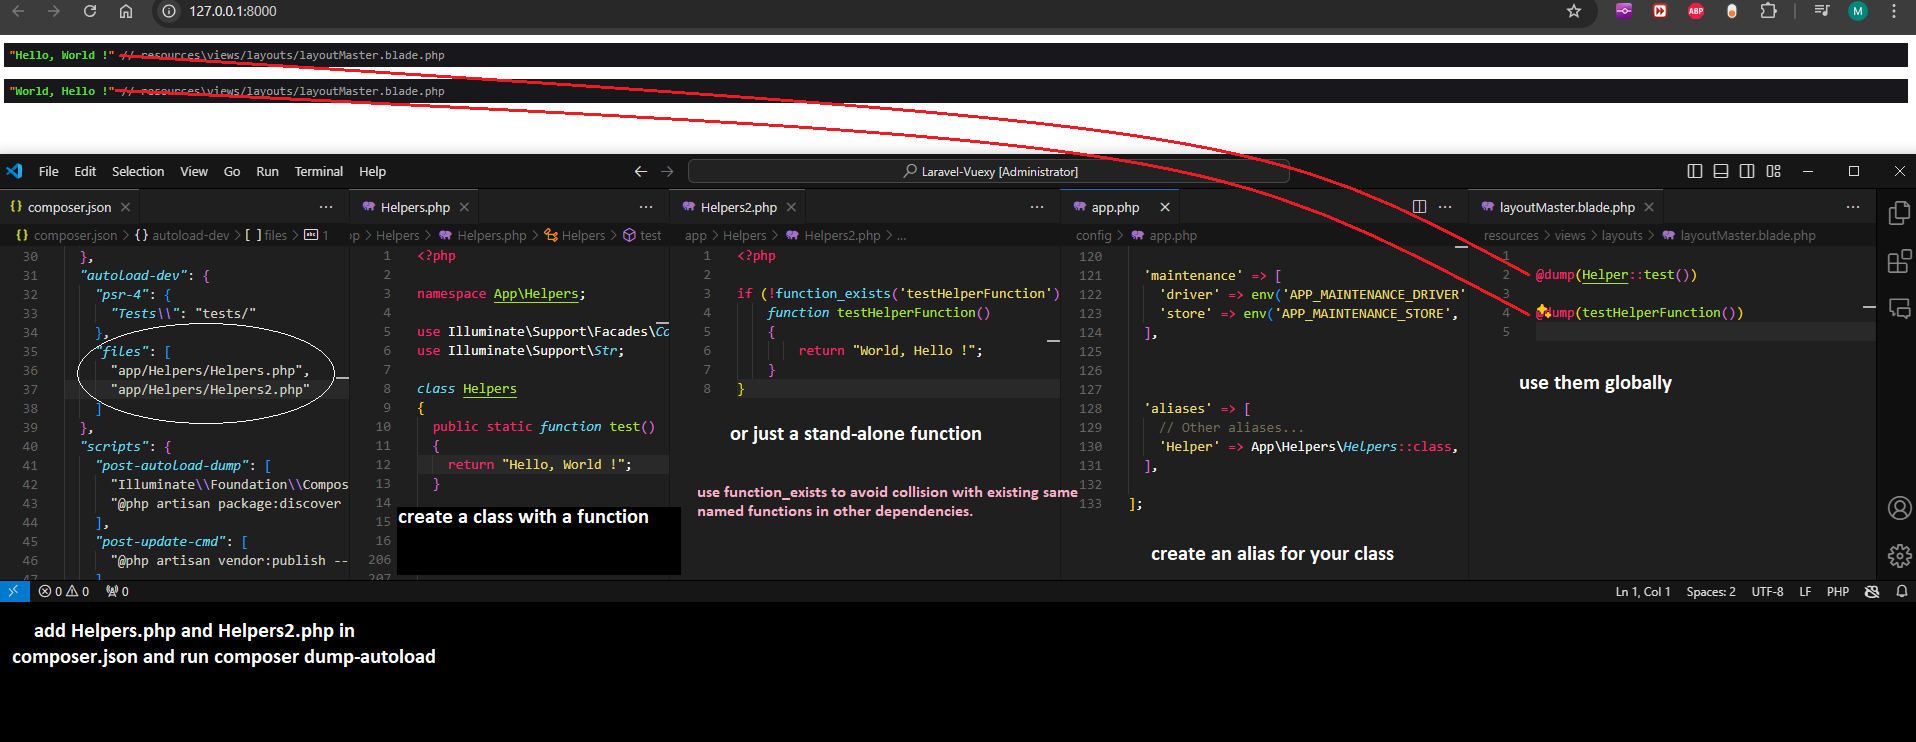 127.0.0.1:8000
ABP
M
"Hello, World !" // resources\views/layouts/layoutMaster.blade.php
"World, Hello !" // resources\views/layouts/layoutMaster.blade.php
File Edit Selection View Go Run Terminal Help
Laravel-Vuexy [Administrator]
{} composer.json
{} composer.json > {} autoload-dev > [ ] files > abc 1
30 },
31 "autoload-dev": {
32 "psr-4": {
33 "Tests\\": "tests/"
34 },
35 "files": [
36 "app/Helpers/Helpers.php",
37 "app/Helpers/Helpers2.php"
38 ]
39 },
40 "scripts": {
41 "post-autoload-dump": [
42 "Illuminate\\Foundation\\Compos
43 "@php artisan package:discover
44 ],
45 "post-update-cmd": [
46 "@php artisan vendor:publish --
47 ]
Helpers.php
pp > Helpers > Helpers.php > Helpers > test
1 <?php
2
3 namespace App\Helpers;
4
5 use Illuminate\Support\Facades\Co
6 use Illuminate\Support\Str;
7
8 class Helpers
9 {
10 public static function test()
11 {
12 return "Hello, World !";
13 }
14
15
16
206
207
create a class with a function
Helpers2.php
app > Helpers > Helpers2.php > ...
1 <?php
2
3 if (!function_exists('testHelperFunction')
4 function testHelperFunction()
5 {
6 return "World, Hello !";
7 }
8 }
or just a stand-alone function
use function_exists to avoid collision with existing same
named functions in other dependencies.
app.php
config > app.php
120
121 'maintenance' => [
122 'driver' => env('APP_MAINTENANCE_DRIVER'
123 'store' => env('APP_MAINTENANCE_STORE',
124 ],
125
126
127
128 'aliases' => [
129 // Other aliases...
130 'Helper' => App\Helpers\Helpers::class,
131 ],
132
133 ];
create an alias for your class
layoutMaster.blade.php
resources > views > layouts > layoutMaster.blade.php
1
2 @dump(Helper::test())
3
4 @dump(testHelperFunction())
5
use them globally
0 0 0
Ln 1, Col 1 Spaces: 2 UTF-8 LF PHP
add Helpers.php and Helpers2.php in
composer.json and run composer dump-autoload